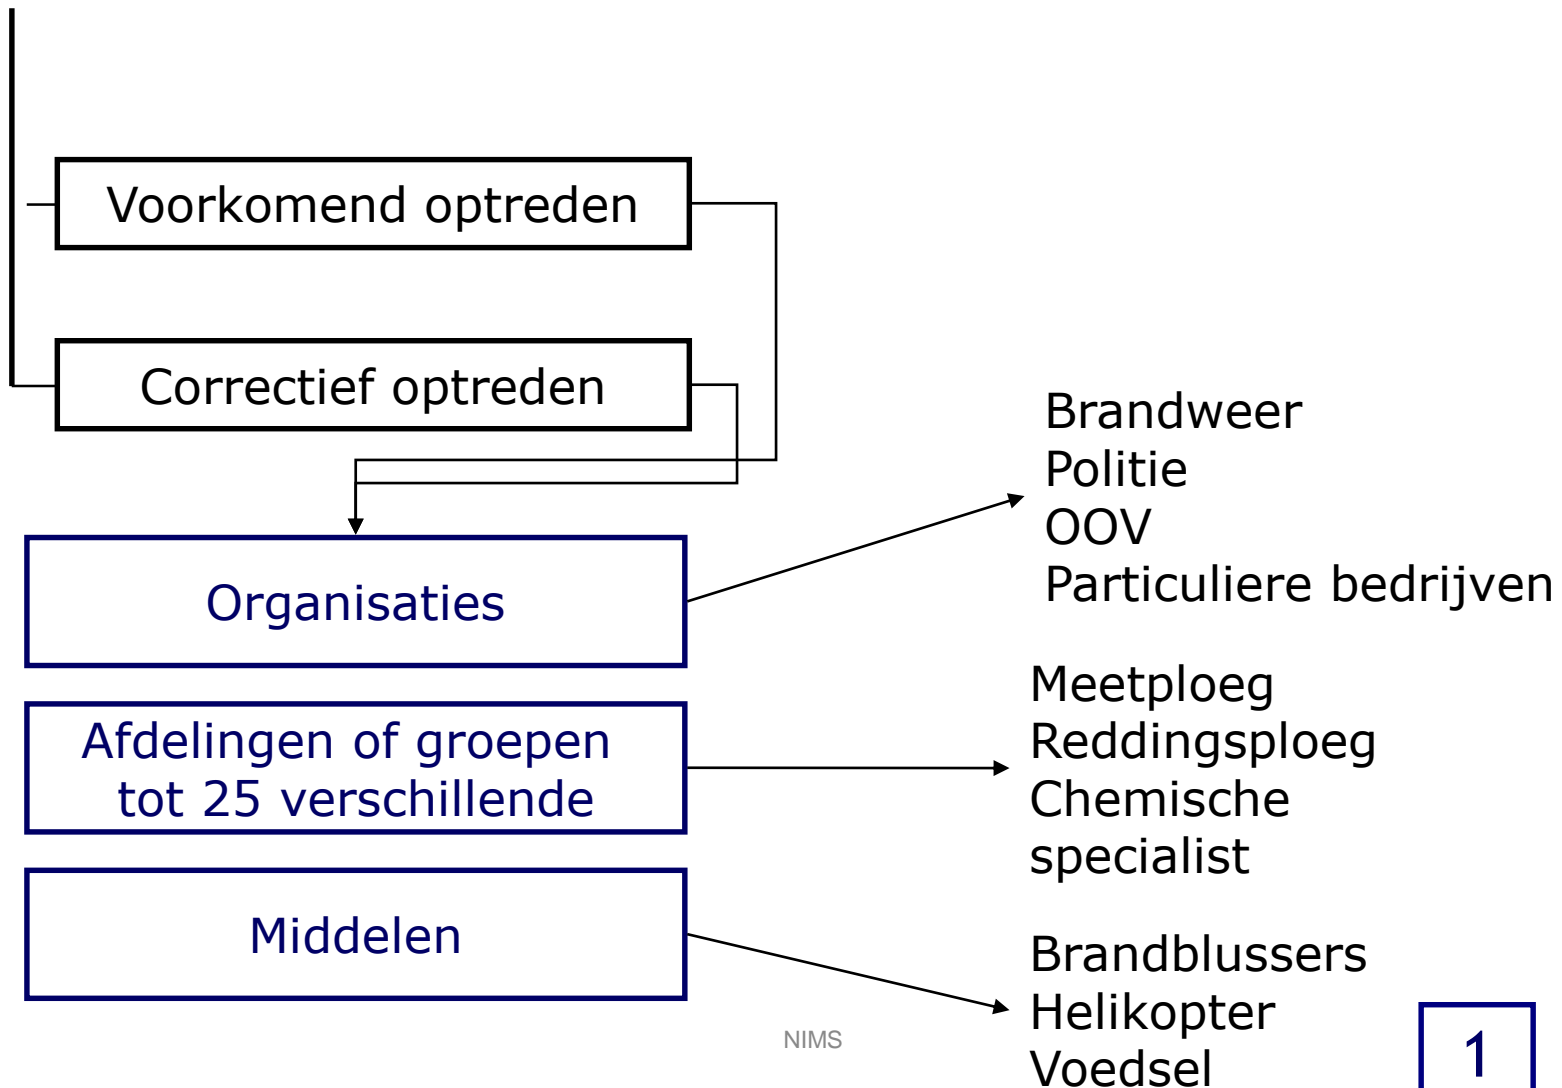 Voorkomend optreden
Correctief optreden
Organisaties
Brandweer
Politie
OOV
Particuliere bedrijven
Afdelingen of groepen
tot 25 verschillende
Meetploeg
Reddingsploeg
Chemische
specialist
Middelen
Brandblussers
Helikopter
Voedsel
NIMS
1